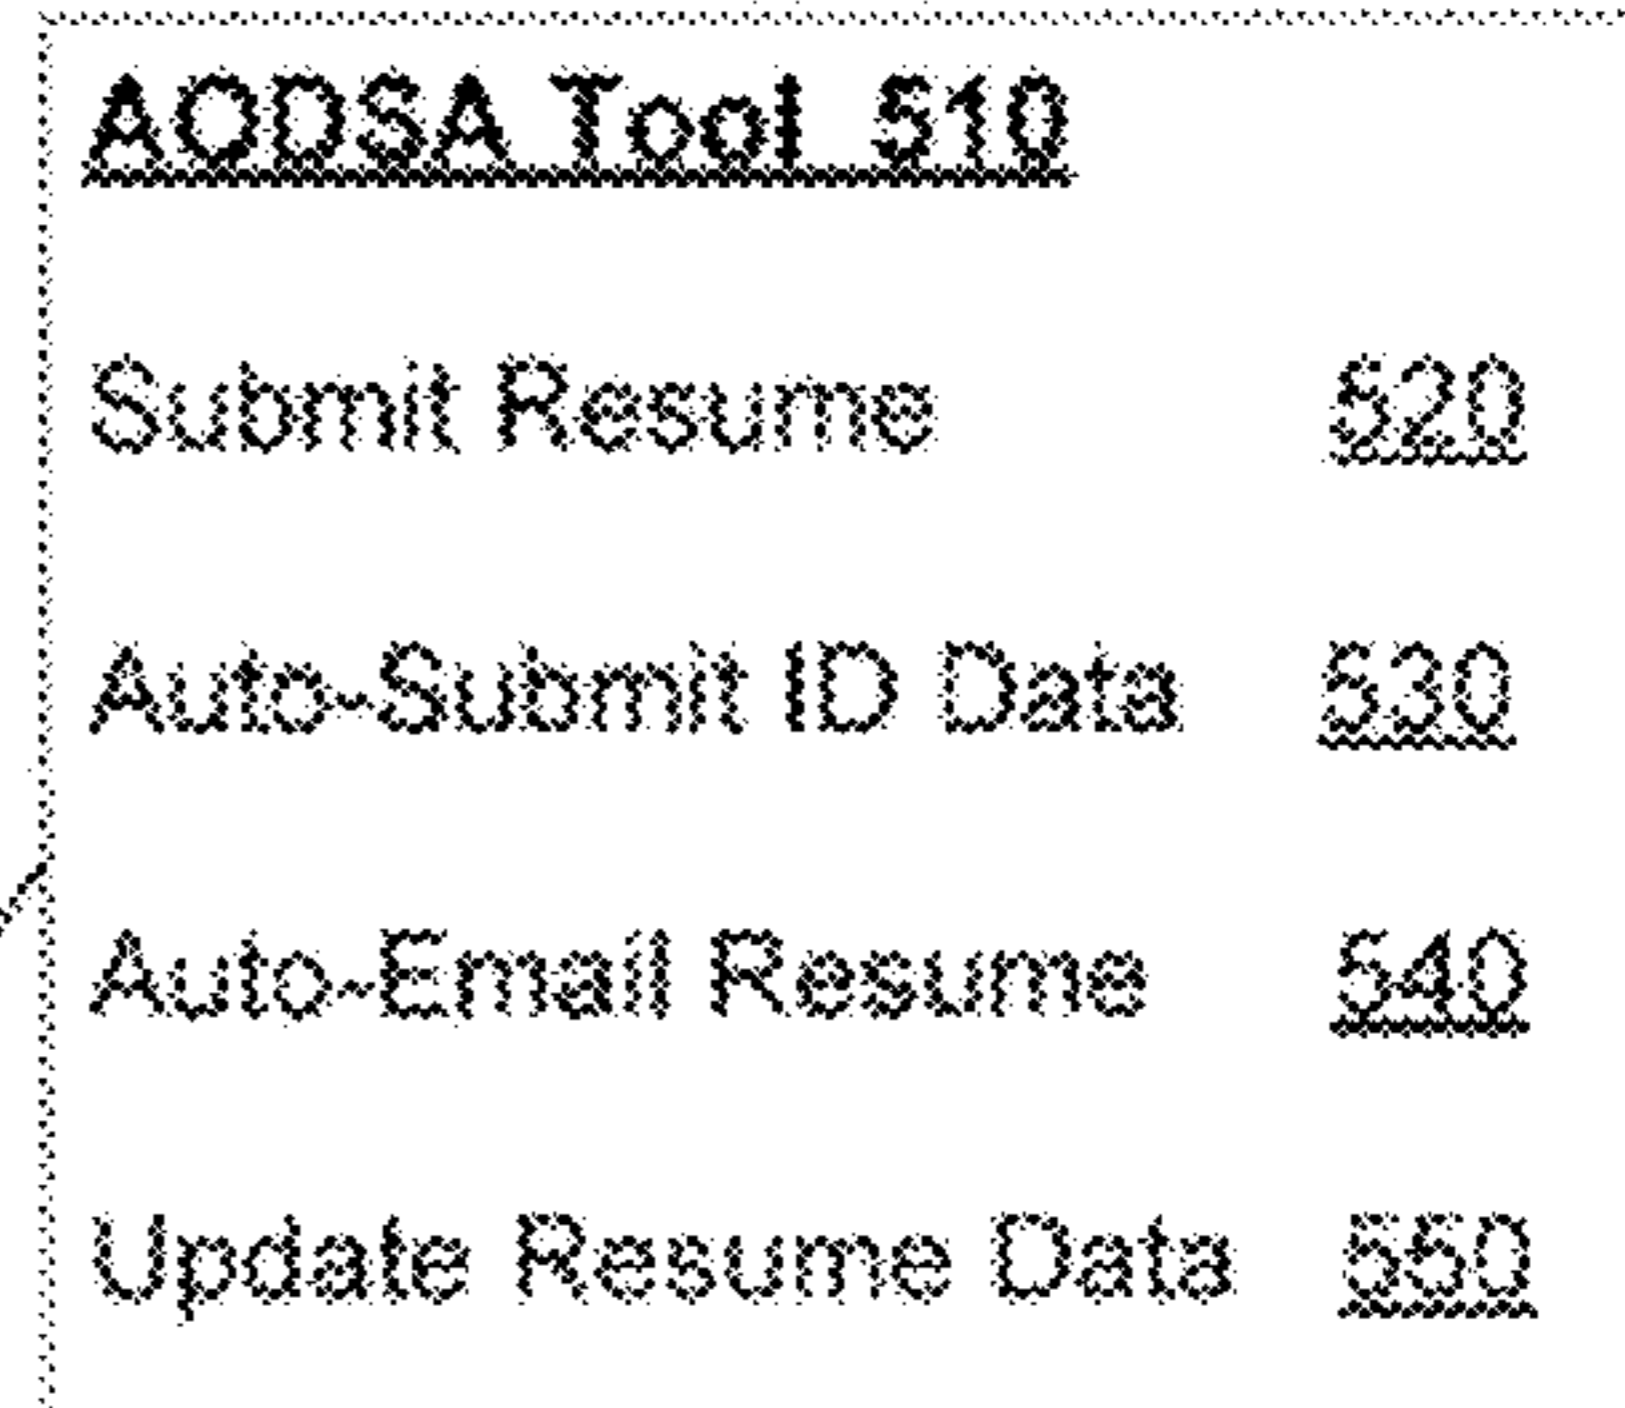 AODSA Tool 510
Submit Resume 520
Auto-Submit ID Data 530
Auto-Email Resume 540
Update Resume Data 550